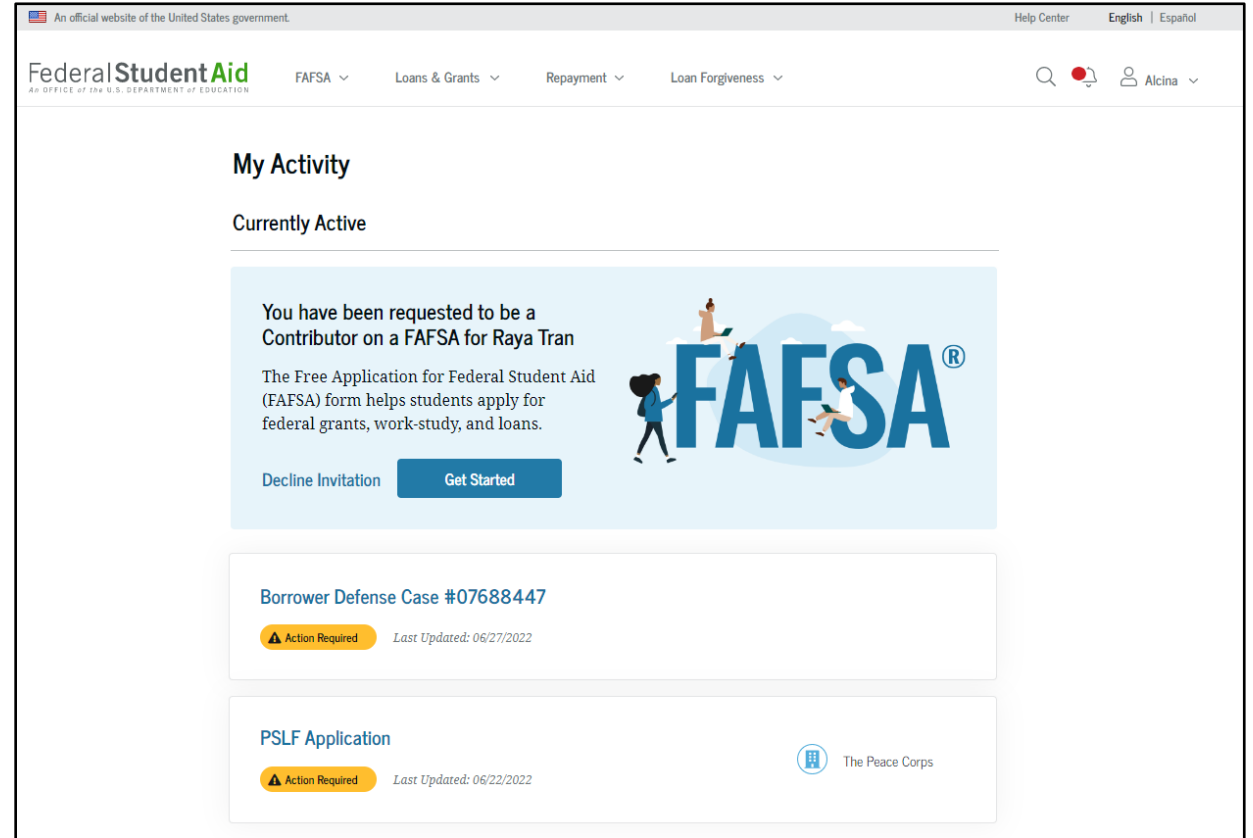 An official website of the United States government.
Help Center English | Español
Federal Student Aid
An OFFICE of the U.S. DEPARTMENT of EDUCATION
FAFSA Loans & Grants Repayment Loan Forgiveness
Alcina
My Activity
Currently Active
You have been requested to be a
Contributor on a FAFSA for Raya Tran
The Free Application for Federal Student Aid
(FAFSA) form helps students apply for
federal grants, work-study, and loans.
Decline Invitation Get Started
FAFSA®
Borrower Defense Case #07688447
Action Required Last Updated: 06/27/2022
PSLF Application
Action Required Last Updated: 06/22/2022
The Peace Corps